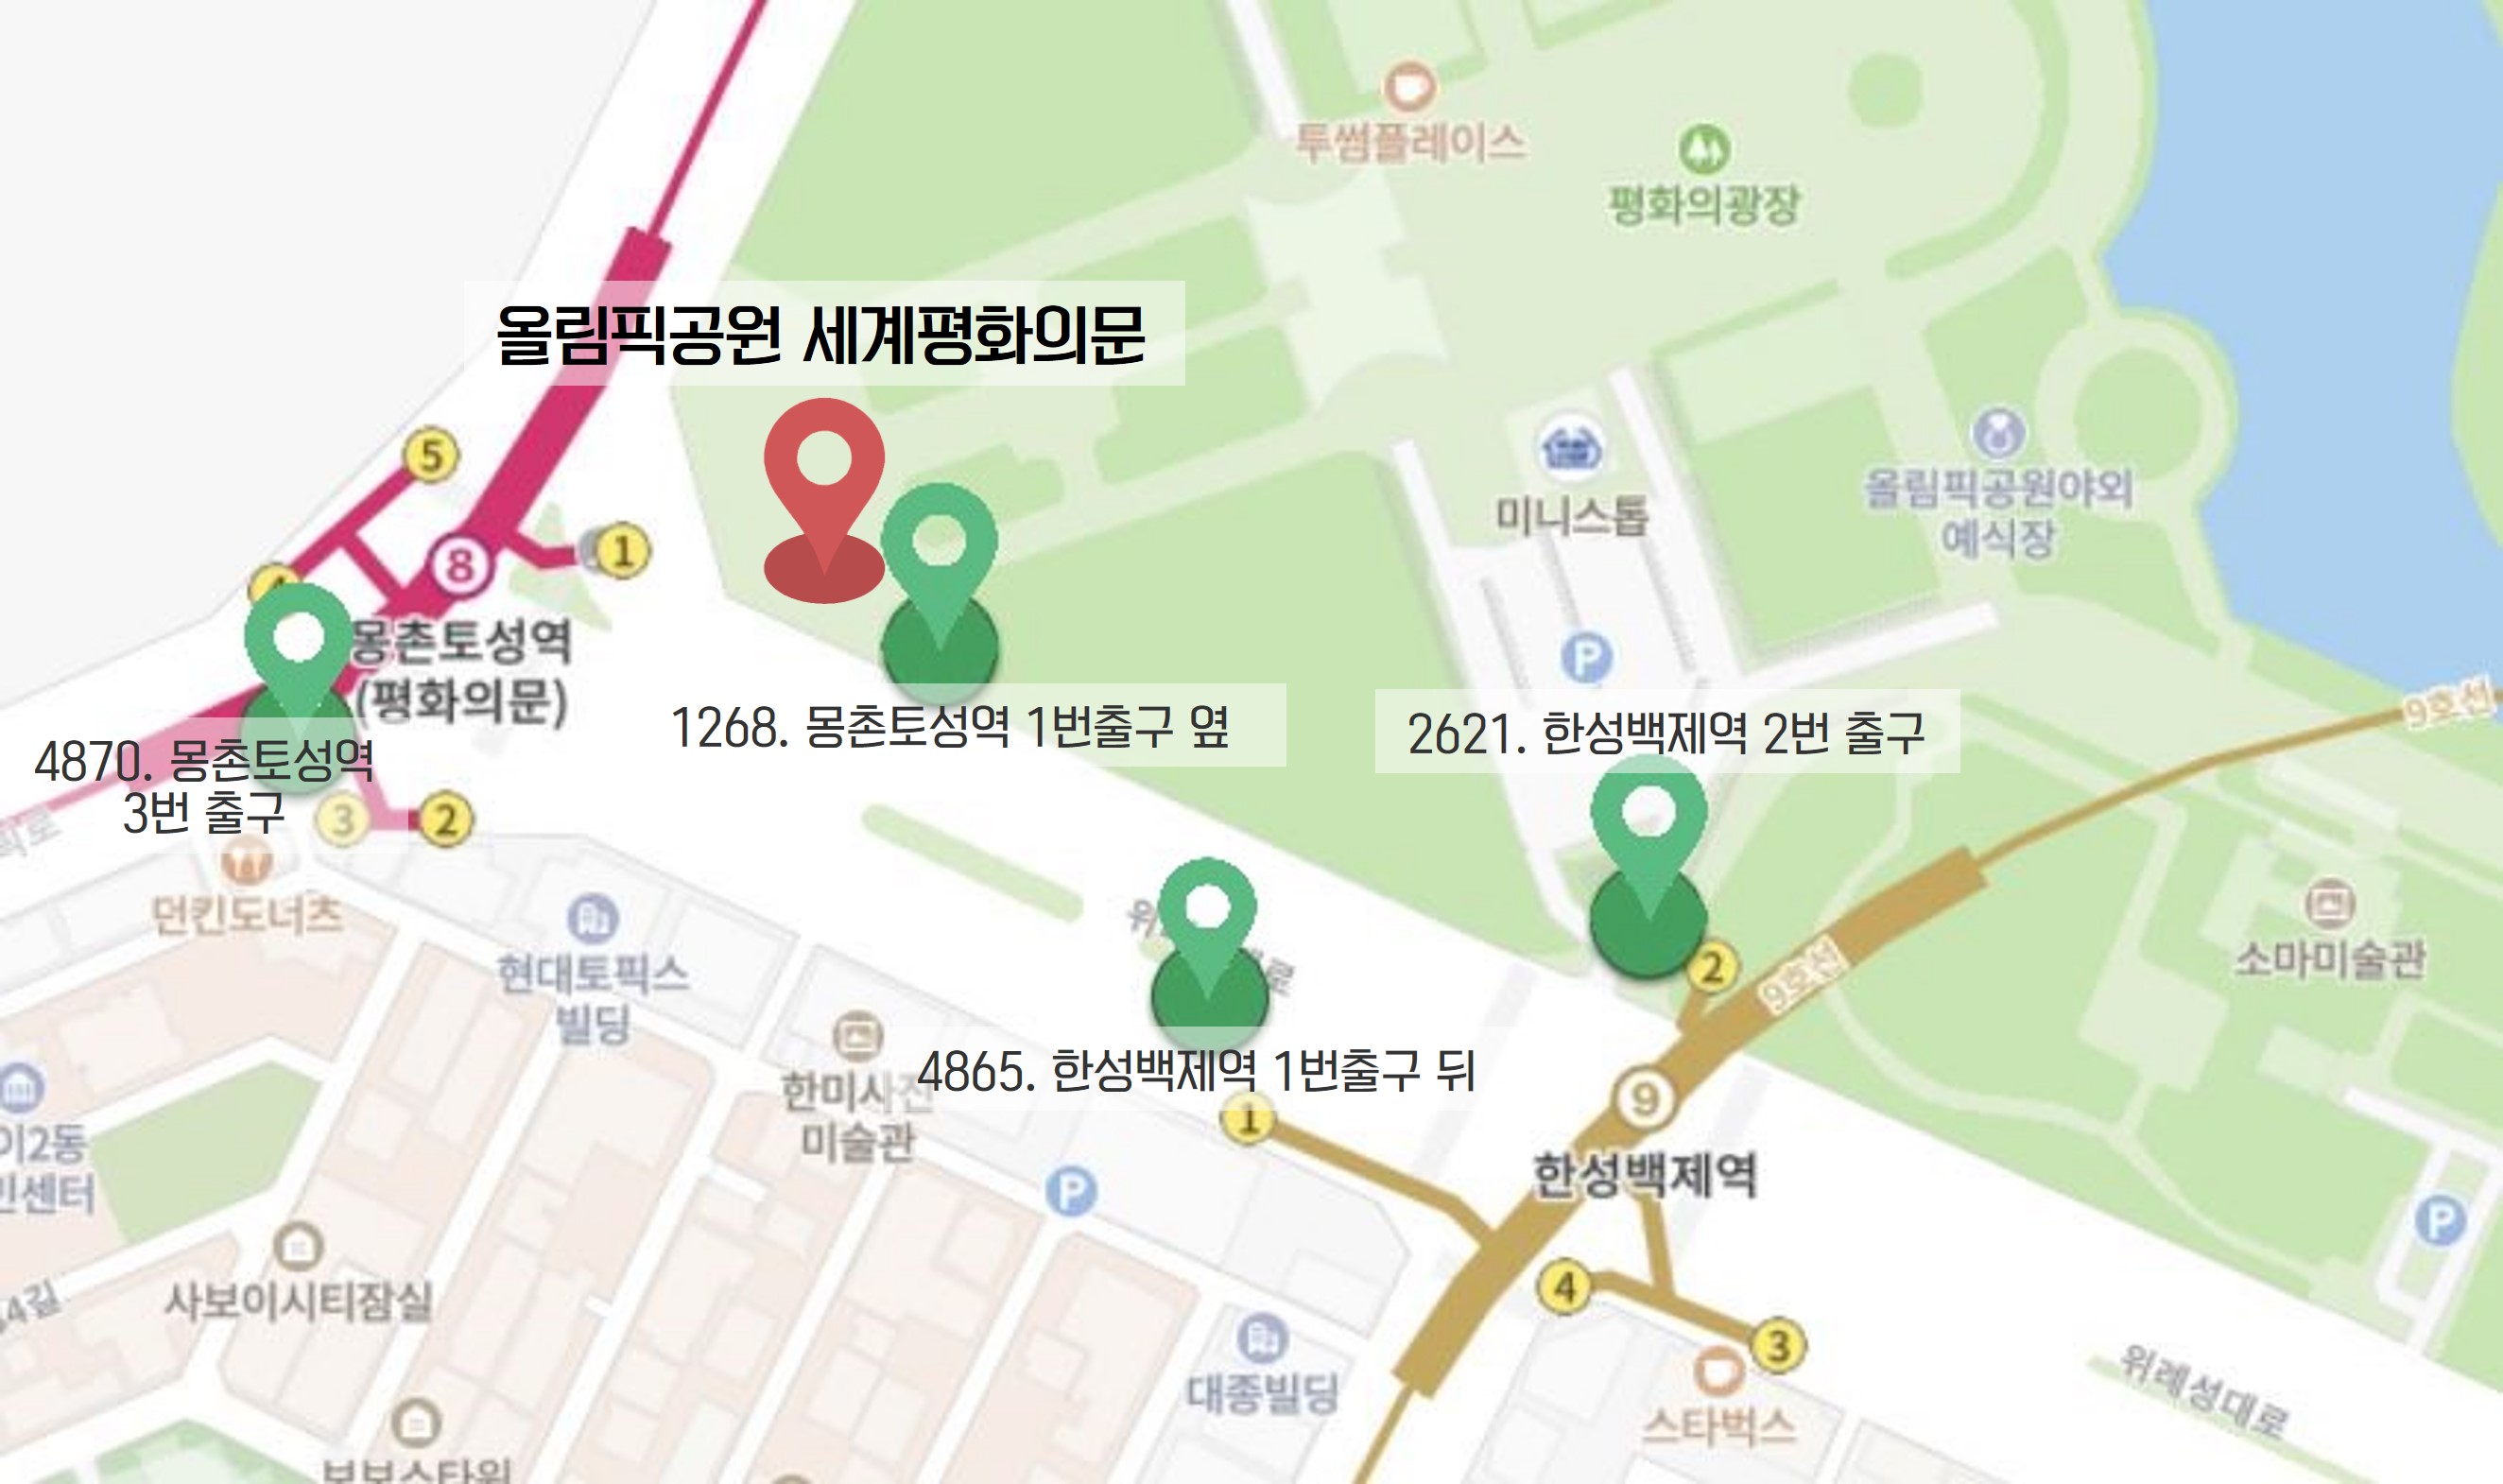 투썸플레이스
평화의광장
올림픽공원 세계평화의문
5
올림픽공원야외
예식장
미니스톱
1
8
4
P
몽촌토성역
(평화의문)
9호선
1268. 몽촌토성역 1번출구 옆
2621. 한성백제역 2번 출구
4870. 몽촌토성역
3번 출구
3
2
던킨도너츠
현대토픽스
빌딩
소마미술관
2
9호선
한미사진
미술관
4865. 한성백제역 1번출구 뒤
1
9
이2동
민센터
P
한성백제역
P
4
사보이시티잠실
4길
3
대종빌딩
스타벅스
위례성대로